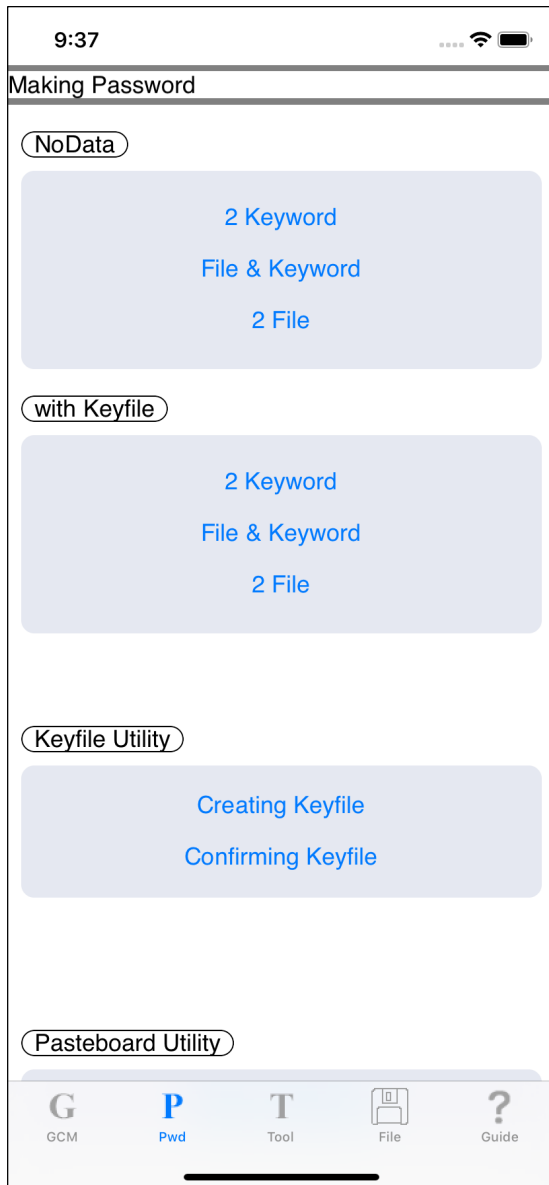 9:37
Making Password
NoData
2 Keyword
File & Keyword
2 File
with Keyfile
2 Keyword
File & Keyword
2 File
Keyfile Utility
Creating Keyfile
Confirming Keyfile
Pasteboard Utility
G P T ?
GCM Pwd Tool File Guide